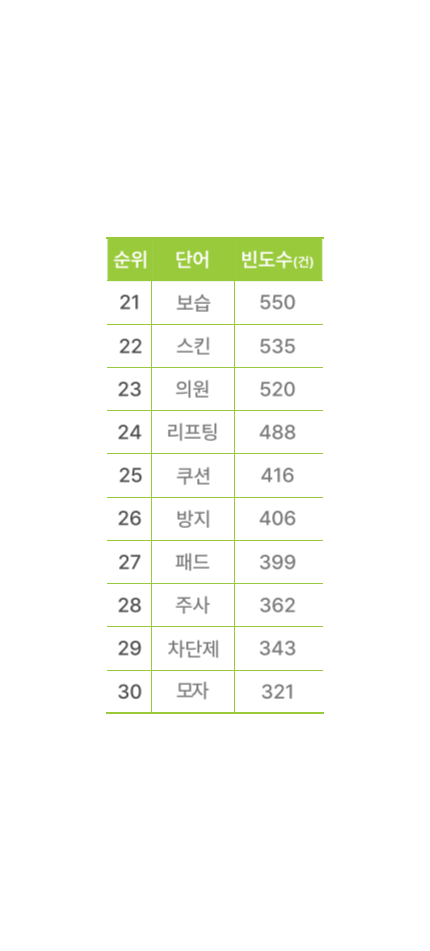 순위 단어 빈도수(건)
21 보습 550
22 스킨 535
23 의원 520
24 리프팅 488
25 쿠션 416
26 방지 406
27 패드 399
28 주사 362
29 차단제 343
30 모자 321